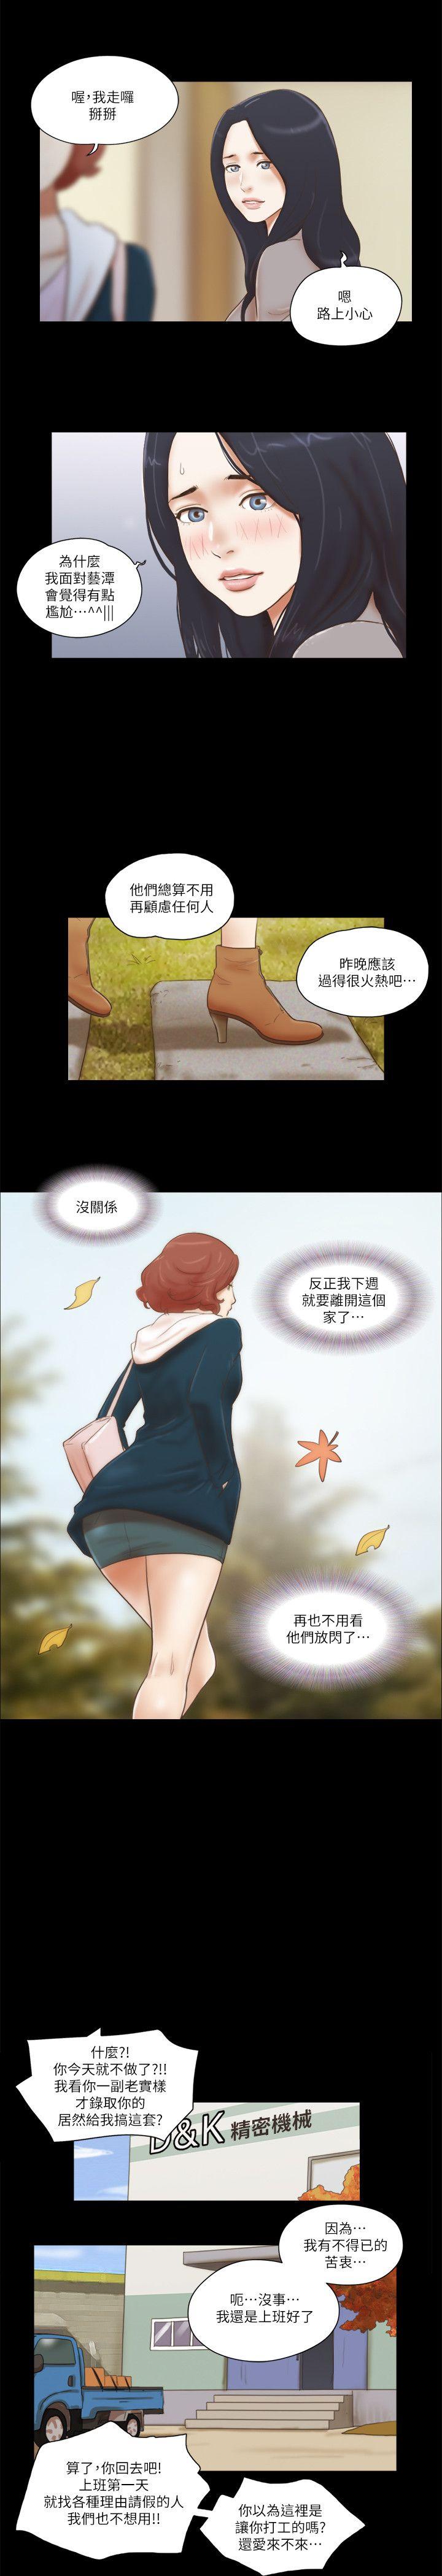 喔，我走囉
掰掰
嗯
路上小心
為什麼
我面對藝潭
會覺得有點
尷尬…^^|||
他們總算不用
再顧慮任何人
昨晚應該
過得很火熱吧…
沒關係
反正我下週
就要離開這個
家了…
再也不用看
他們放閃了…
什麼?!
你今天就不做了?!!
我看你一副老實樣
才錄取你的
居然給我搞這套?
D&K 精密機械
因為…
我有不得已的
苦衷…
呃…沒事…
我還是上班好了
算了，你回去吧!
上班第一天
就找各種理由請假的人
我們也不想用!!
你以為這裡是
讓你打工的嗎?
還愛來不來…